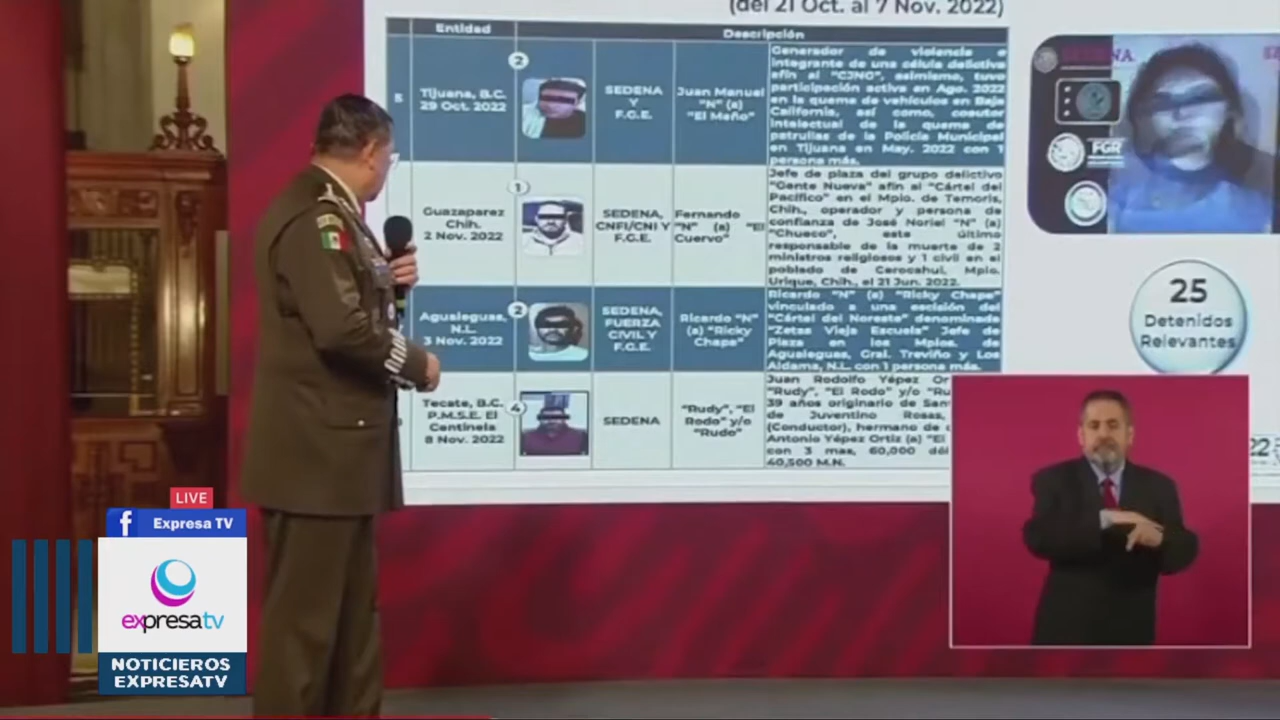 (del 21 Oct. al 7 Nov. 2022)
Entidad
Descripción
Tijuana, B.C.
29 Oct. 2022
2
SEDENA
Y
F.G.E.
Juan Manuel
"N" (a)
"El Maño"
Generador de violencia e
integrante de una célula delictiva
afín al "CJNG", asimismo, tuvo
participación activa en Ago. 2022
en la quema de vehículos en Baja
California, así como, coautor
intelectual de la quema de
patrullas de la Policía Municipal
en Tijuana en May. 2022 con 1
persona más.
Guazaparez
Chih.
2 Nov. 2022
1
SEDENA,
CNFI/CNI Y
F.G.E.
Fernando
"N" (a) "El
Cuervo"
Jefe de plaza del grupo delictivo
"Gente Nueva" afín al "Cártel del
Pacífico" en el Mpio. de Temoris,
Chih., operador y persona de
confianza de José Noriel "N" (a)
"Chueco", este último
responsable de la muerte de 2
ministros religiosos y 1 civil en el
poblado de Cerocahui, Mpio.
Urique, Chih., el 21 Jun. 2022.
Agualeguas,
N.L.
3 Nov. 2022
2
SEDENA,
FUERZA
CIVIL Y
F.G.E.
Ricardo "N"
(a) "Ricky
Chapa"
Ricardo "N" (a) "Ricky Chapa"
vinculado a una escisión del
"Cártel del Noreste" denominada
"Zetas Vieja Escuela" Jefe de
Plaza en los Mpios. de
Agualeguas, Gral. Treviño y Los
Aldama, N.L. con 1 persona más.
Tecate, B.C.
P.M.S.E. El
Centinela
8 Nov. 2022
4
SEDENA
"Rudy", "El
Rodo" y/o
"Rudo"
Juan Rodolfo Yépez Or
"Rudy", "El Rodo" y/o "Ru
39 años originario de San
de Juventino Rosas,
(Conductor), hermano de
Antonio Yépez Ortiz (a) "El
con 3 mas, 60,000 dól
40,500 M.N.
FGR
25
Detenidos
Relevantes
22
LIVE
f Expresa TV
expresatv
NOTICIEROS
EXPRESATV